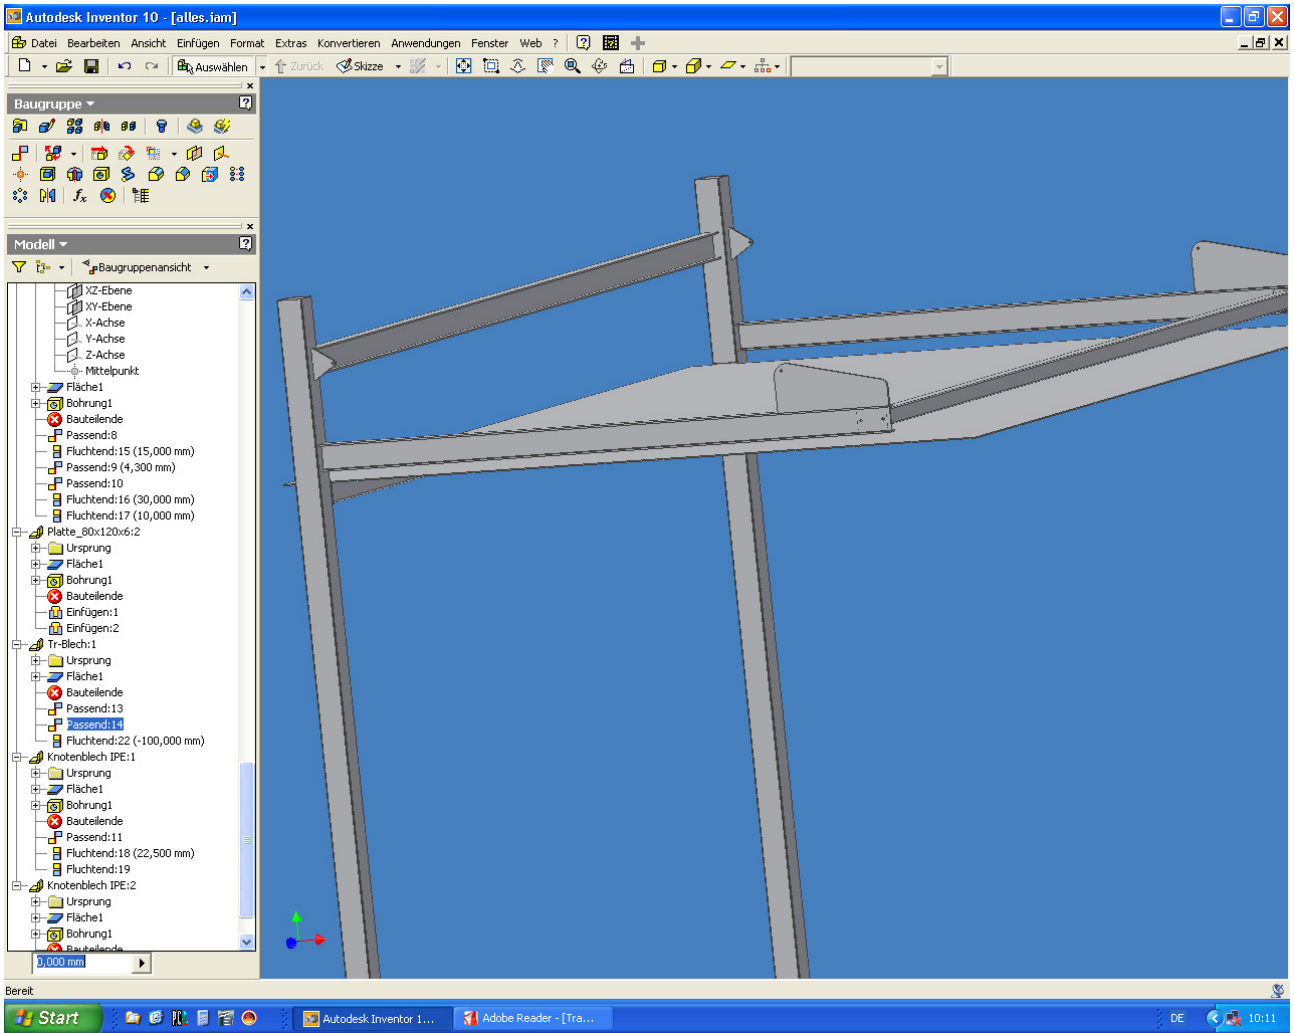 Autodesk Inventor 10 - [alles.iam]
Datei Bearbeiten Ansicht Einfügen Format Extras Konvertieren Anwendungen Fenster Web ?
Auswählen Zurück Skizze
Baugruppe
Modell
Baugruppenansicht
XZ-Ebene
XY-Ebene
X-Achse
Y-Achse
Z-Achse
Mittelpunkt
Fläche1
Bohrung1
Bauteilende
Passend:8
Fluchtend:15 (15,000 mm)
Passend:9 (4,300 mm)
Passend:10
Fluchtend:16 (30,000 mm)
Fluchtend:17 (10,000 mm)
Platte_80x120x6:2
Ursprung
Fläche1
Bohrung1
Bauteilende
Einfügen:1
Einfügen:2
Tr-Blech:1
Ursprung
Fläche1
Bauteilende
Passend:13
Passend:14
Fluchtend:22 (-100,000 mm)
Knotenblech IPE:1
Ursprung
Fläche1
Bohrung1
Bauteilende
Passend:11
Fluchtend:18 (22,500 mm)
Fluchtend:19
Knotenblech IPE:2
Ursprung
Fläche1
Bohrung1
Bauteilende
0,000 mm
Bereit
Start Autodesk Inventor 1... Adobe Reader - [Tra... DE 10:11